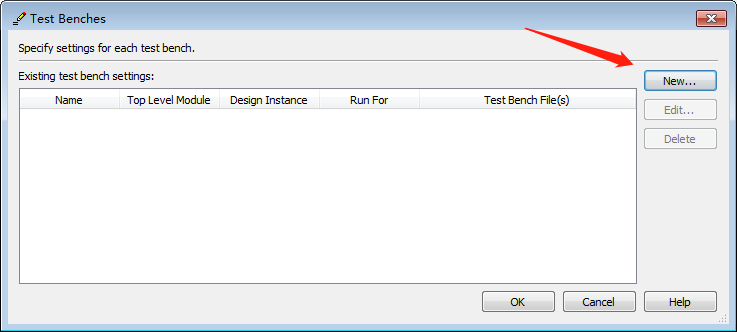 Test Benches
Specify settings for each test bench.
Existing test bench settings:
New...
Name Top Level Module Design Instance Run For Test Bench File(s)
Edit...
Delete
OK Cancel Help